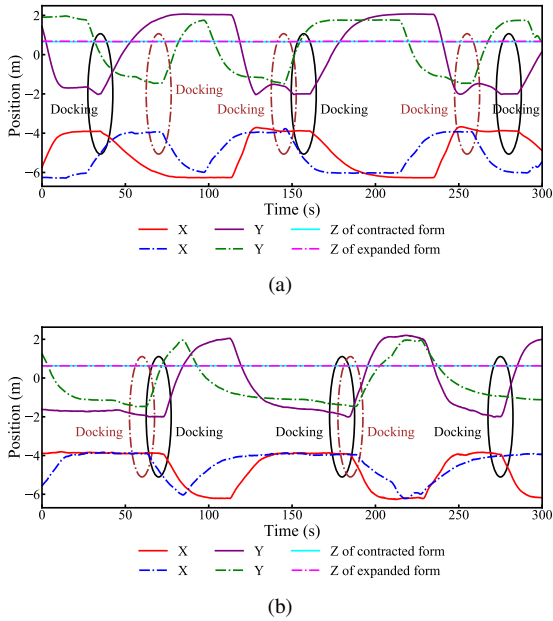 (a)
2
0
−2
−4
−6
Position (m)
Docking
Docking
Docking
Docking
Docking
Docking
0 50 100 150 200 250 300
Time (s)
X Y Z of contracted form
X Y Z of expanded form
(a)
(b)
2
0
−2
−4
−6
Position (m)
Docking
Docking
Docking
Docking
Docking
0 50 100 150 200 250 300
Time (s)
X Y Z of contracted form
X Y Z of expanded form
(b)